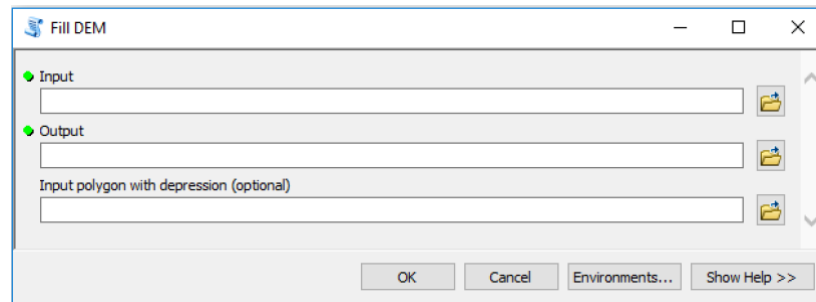 Fill DEM
Input
Output
Input polygon with depression (optional)
OK Cancel Environments... Show Help >>